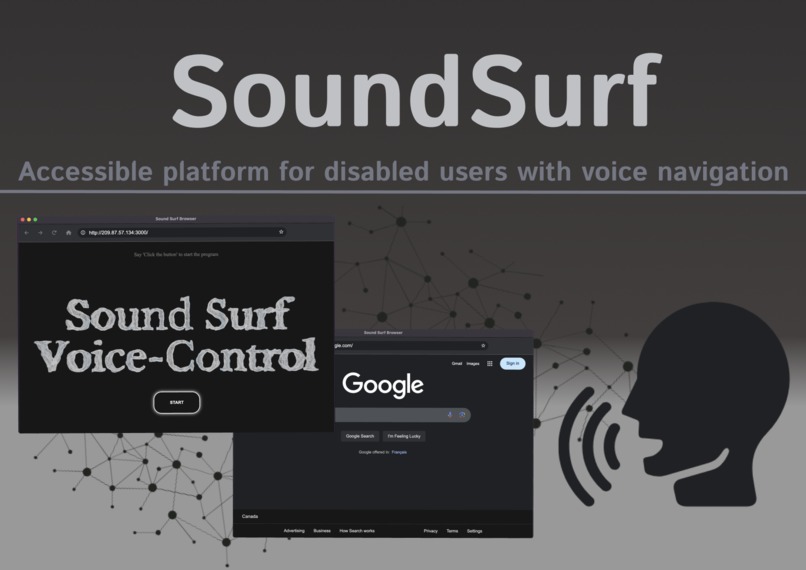 SoundSurf
Accessible platform for disabled users with voice navigation
Sound Surf Browser
http://209.87.57.134:3000/
Say 'Click the button' to start the program
Sound Surf
Voice-Control
START
Sound Surf Browser
gle.com/
Gmail Images Sign in
Google
Google Search I'm Feeling Lucky
Google offered in: Français
Canada
Advertising Business How Search works Privacy Terms Settings